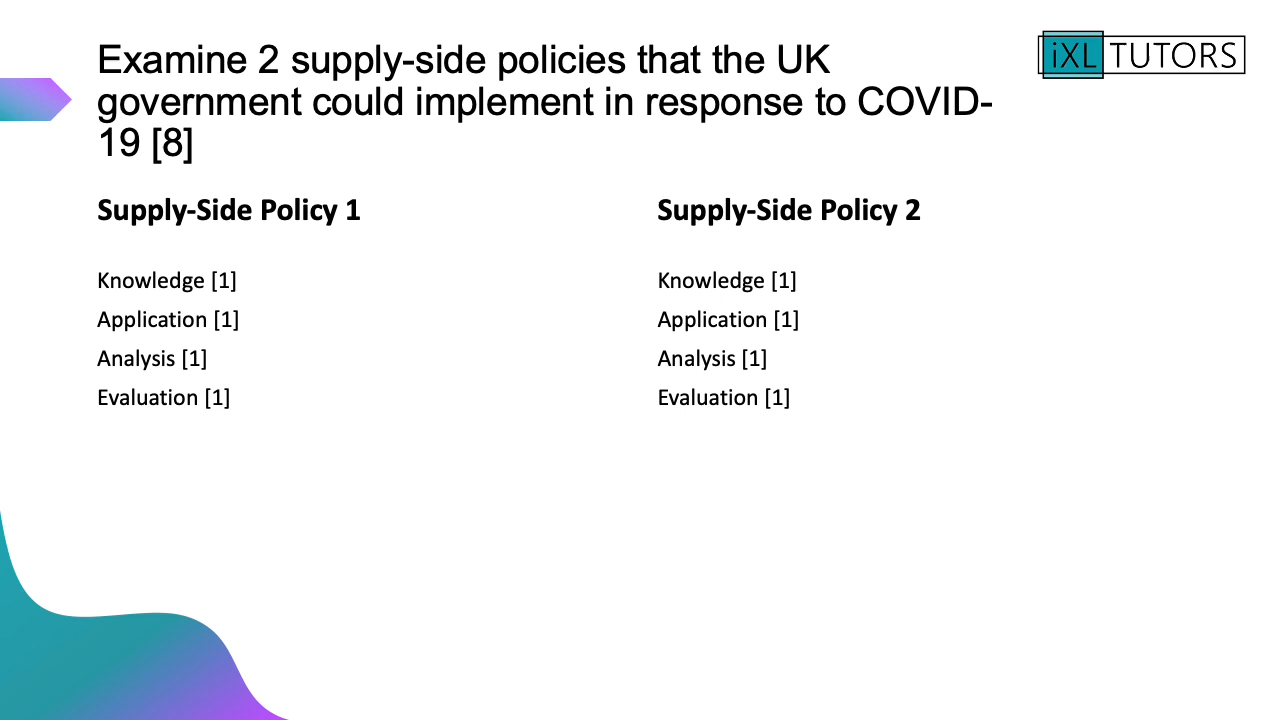 Examine 2 supply-side policies that the UK
government could implement in response to COVID-
19 [8]
iXL TUTORS
Supply-Side Policy 1
Knowledge [1]
Application [1]
Analysis [1]
Evaluation [1]
Supply-Side Policy 2
Knowledge [1]
Application [1]
Analysis [1]
Evaluation [1]